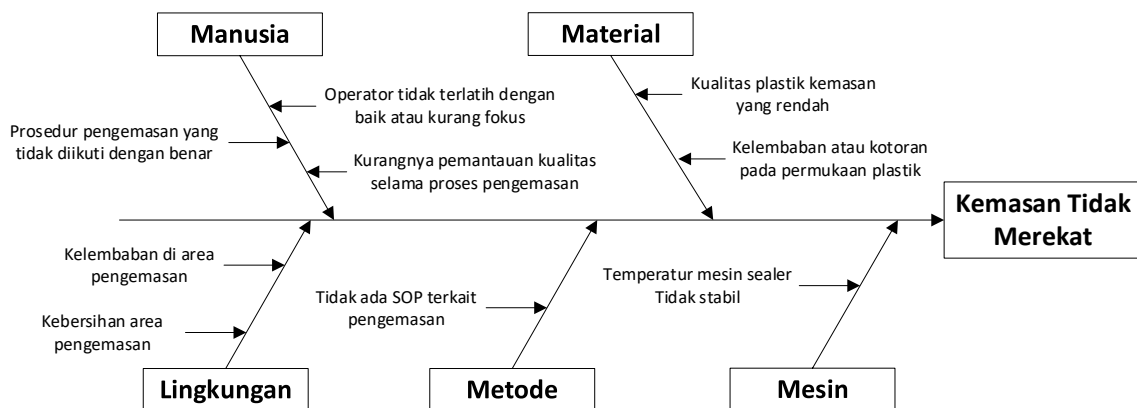 Manusia
Material
Operator tidak terlatih dengan
baik atau kurang fokus
Prosedur pengemasan yang
tidak diikuti dengan benar
Kurangnya pemantauan kualitas
selama proses pengemasan
Kualitas plastik kemasan
yang rendah
Kelembaban atau kotoran
pada permukaan plastik
Kemasan Tidak
Merekat
Kelembaban di area
pengemasan
Kebersihan area
pengemasan
Tidak ada SOP terkait
pengemasan
Temperatur mesin sealer
Tidak stabil
Lingkungan
Metode
Mesin